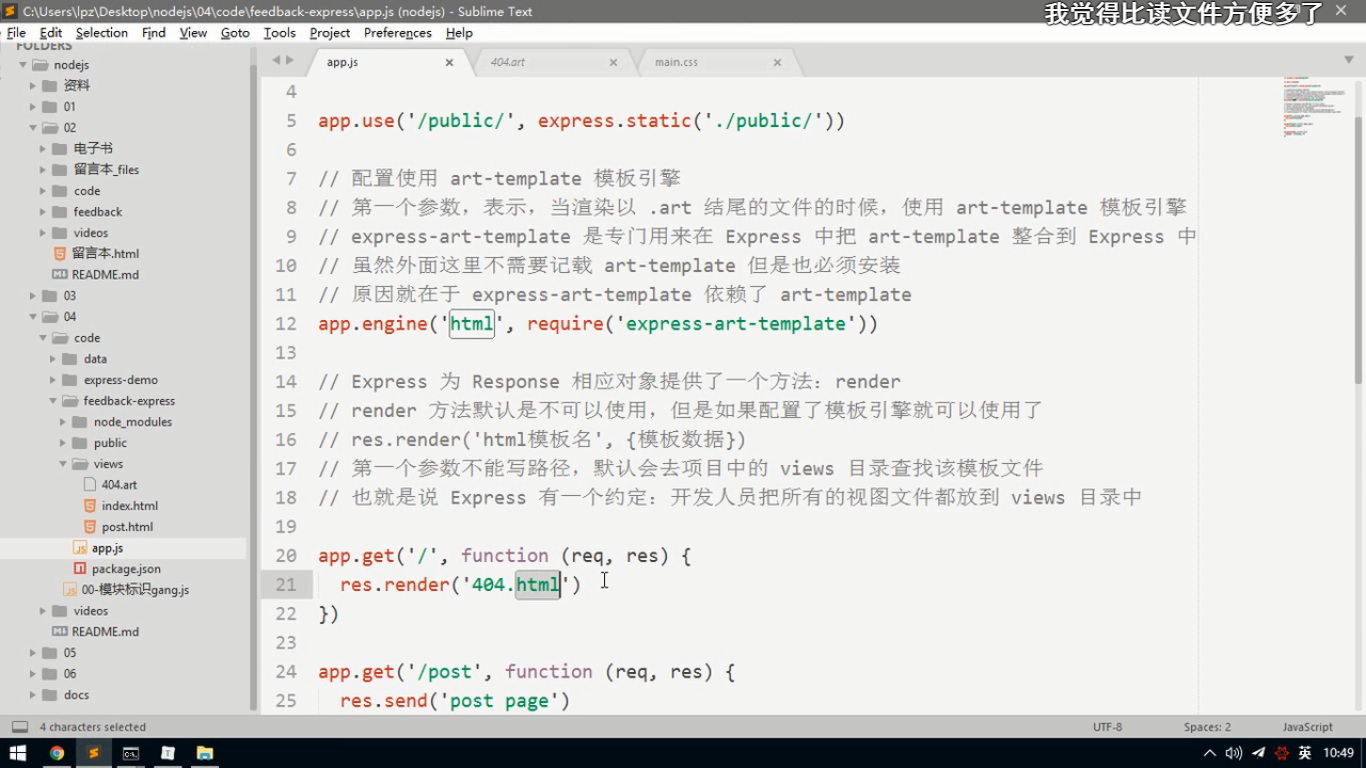 C:\Users\lpz\Desktop\nodejs\04\code\feedback-express\app.js (nodejs) - Sublime Text
我觉得比读文件方便多了
File Edit Selection Find View Goto Tools Project Preferences Help
FOLDERS
nodejs
资料
01
02
电子书
留言本_files
code
feedback
videos
留言本.html
README.md
03
04
code
data
express-demo
feedback-express
node_modules
public
views
404.art
index.html
post.html
app.js
package.json
00-模块标识gang.js
videos
README.md
05
06
docs
app.js 404.art main.css
4
5 app.use('/public/', express.static('./public/'))
6
7 // 配置使用 art-template 模板引擎
8 // 第一个参数，表示，当渲染以 .art 结尾的文件的时候，使用 art-template 模板引擎
9 // express-art-template 是专门用来在 Express 中把 art-template 整合到 Express 中
10 // 虽然外面这里不需要记载 art-template 但是也必须安装
11 // 原因就在于 express-art-template 依赖了 art-template
12 app.engine('html', require('express-art-template'))
13
14 // Express 为 Response 相应对象提供了一个方法：render
15 // render 方法默认是不可以使用，但是如果配置了模板引擎就可以使用了
16 // res.render('html模板名', {模板数据})
17 // 第一个参数不能写路径，默认会去项目中的 views 目录查找该模板文件
18 // 也就是说 Express 有一个约定：开发人员把所有的视图文件都放到 views 目录中
19
20 app.get('/', function (req, res) {
21 res.render('404.html')
22 })
23
24 app.get('/post', function (req, res) {
25 res.send('post page')
4 characters selected UTF-8 Spaces: 2 JavaScript
英 10:49